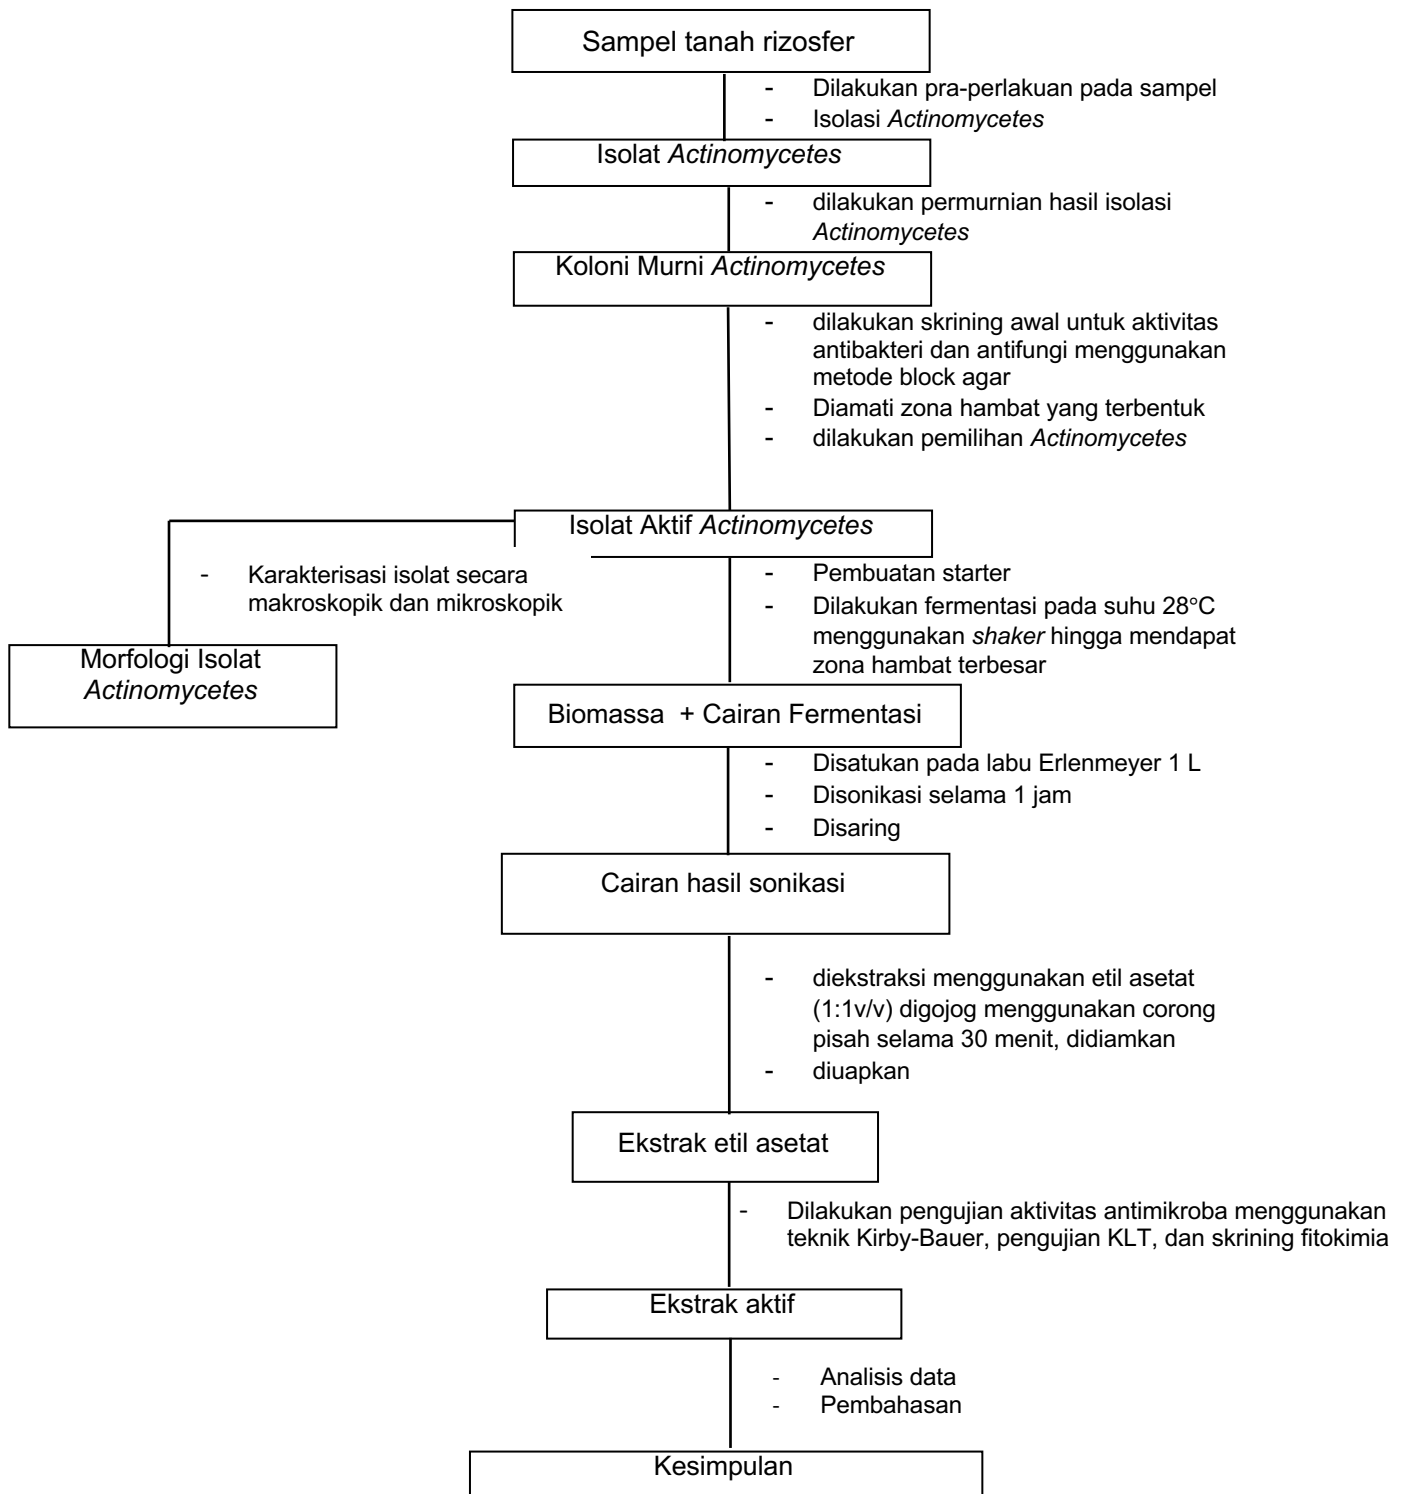 Sampel tanah rizosfer
- Dilakukan pra-perlakuan pada sampel
- Isolasi Actinomycetes
Isolat Actinomycetes
- dilakukan permurnian hasil isolasi
Actinomycetes
Koloni Murni Actinomycetes
- dilakukan skrining awal untuk aktivitas
antibakteri dan antifungi menggunakan
metode block agar
- Diamati zona hambat yang terbentuk
- dilakukan pemilihan Actinomycetes
Isolat Aktif Actinomycetes
- Karakterisasi isolat secara
makroskopik dan mikroskopik
Morfologi Isolat
Actinomycetes
- Pembuatan starter
- Dilakukan fermentasi pada suhu 28°C
menggunakan shaker hingga mendapat
zona hambat terbesar
Biomassa + Cairan Fermentasi
- Disatukan pada labu Erlenmeyer 1 L
- Disonikasi selama 1 jam
- Disaring
Cairan hasil sonikasi
- diekstraksi menggunakan etil asetat
(1:1v/v) digojog menggunakan corong
pisah selama 30 menit, didiamkan
- diuapkan
Ekstrak etil asetat
- Dilakukan pengujian aktivitas antimikroba menggunakan
teknik Kirby-Bauer, pengujian KLT, dan skrining fitokimia
Ekstrak aktif
- Analisis data
- Pembahasan
Kesimpulan